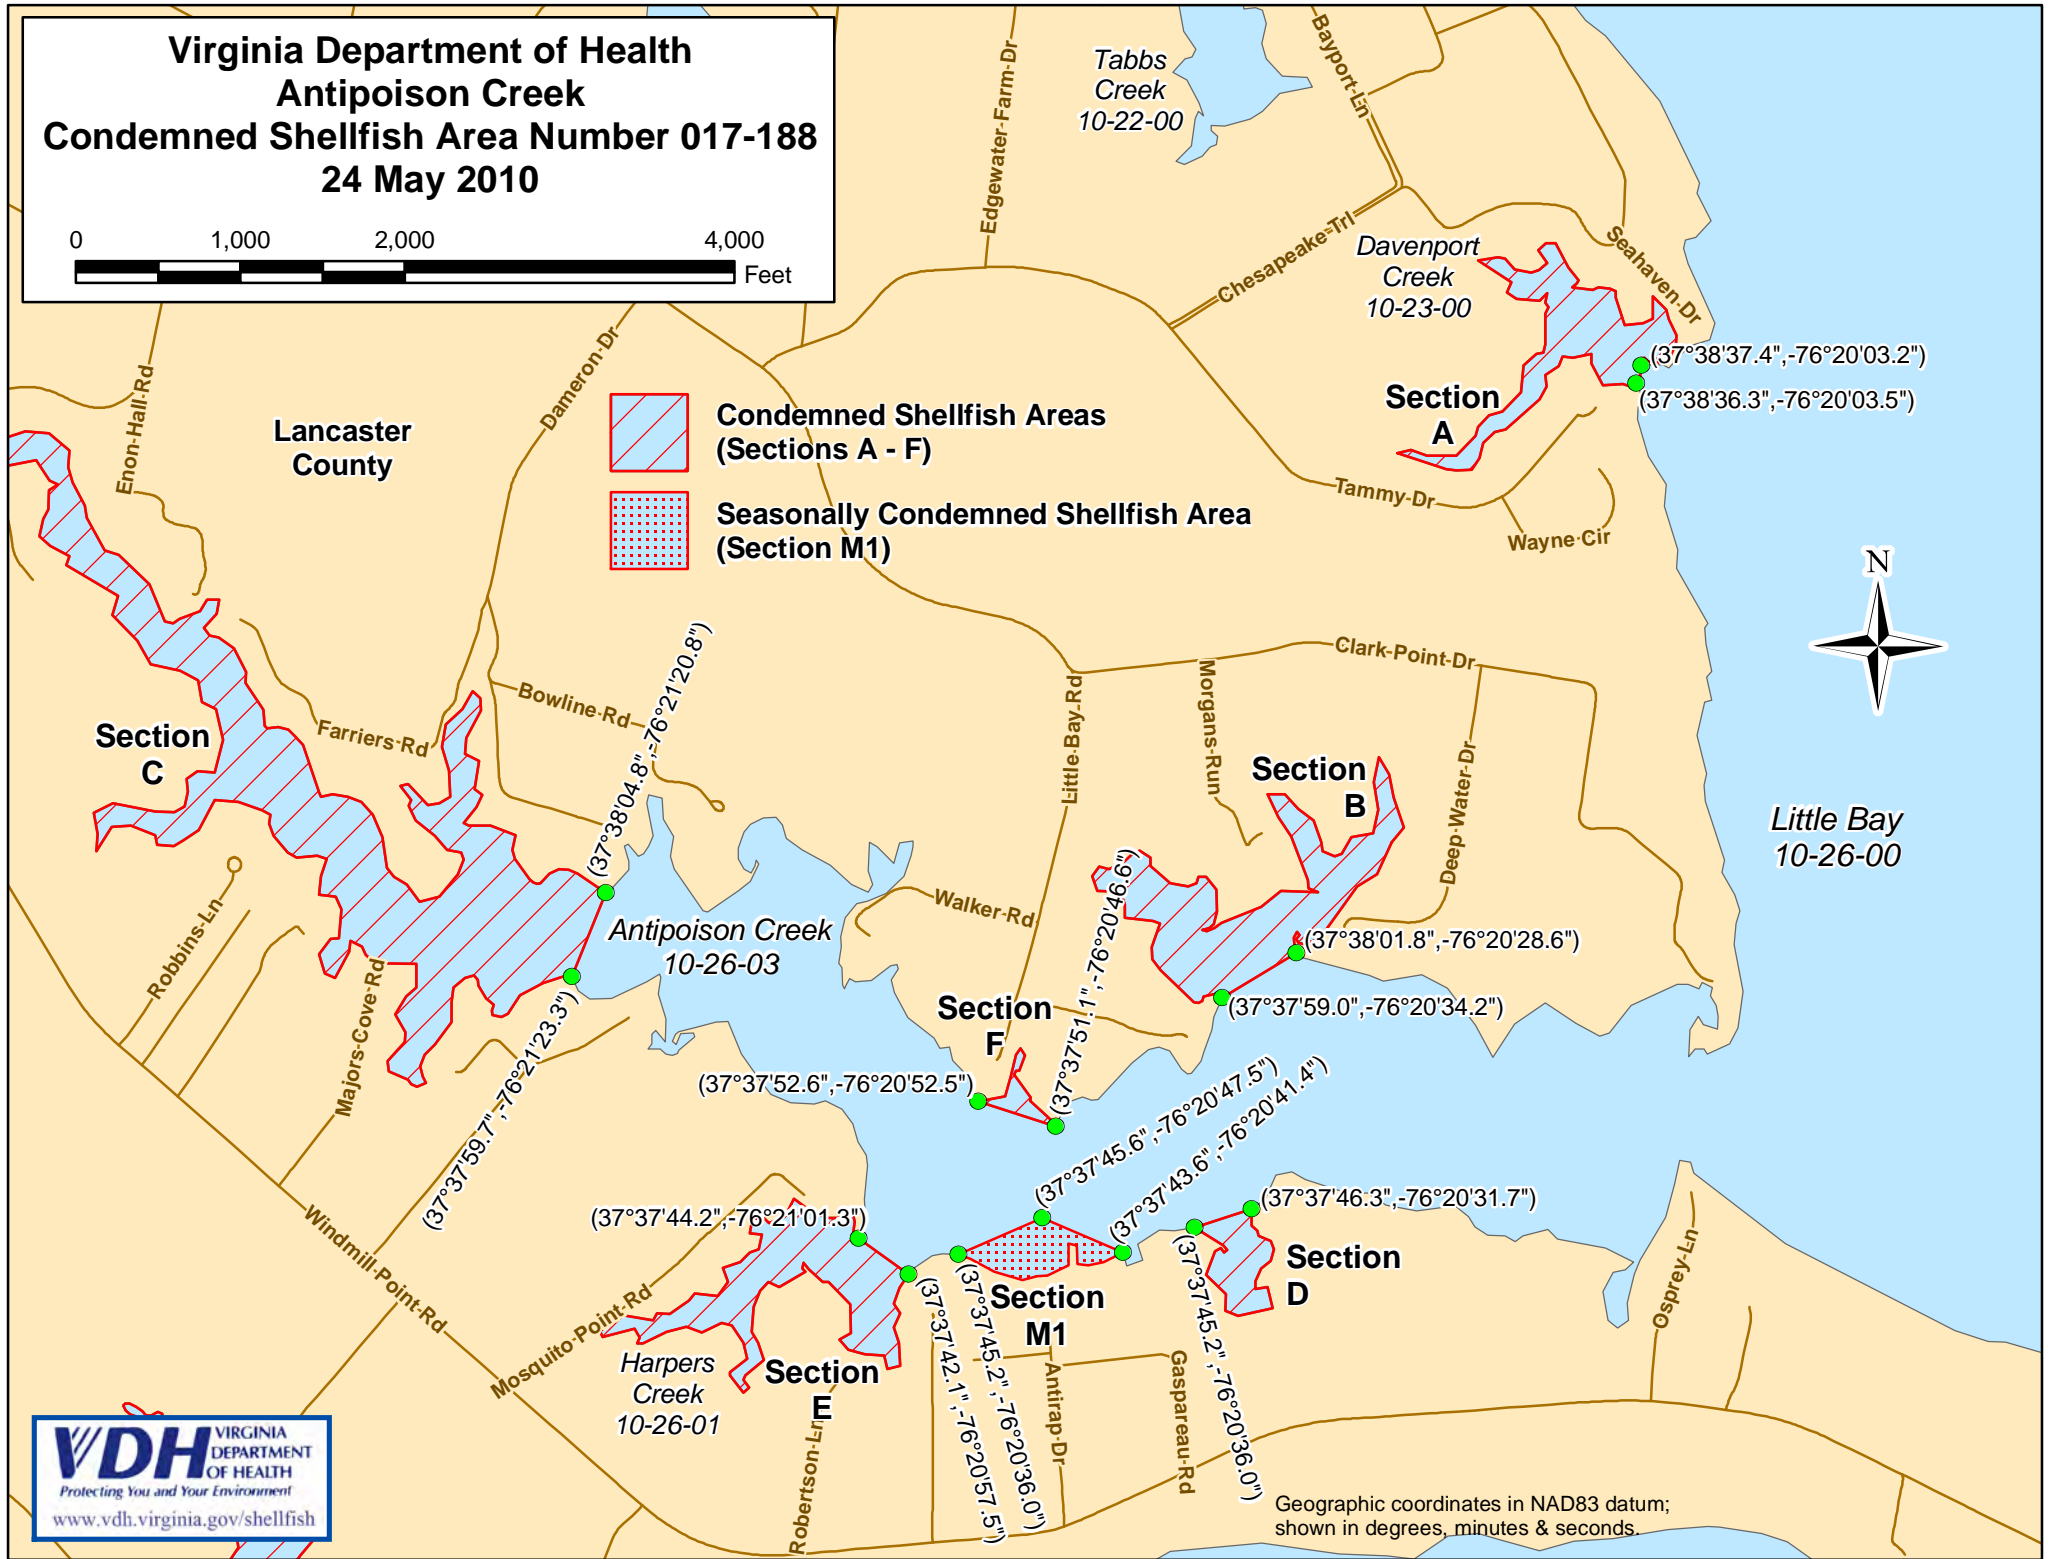 Virginia Department of Health
Antipoison Creek
Condemned Shellfish Area Number 017-188
24 May 2010
0 1,000 2,000 4,000
Feet
Tabbs
Creek
10-22-00
Edgewater-Farm-Dr
Bayport-Ln
Chesapeake-Trl
Davenport
Creek
10-23-00
Seahaven-Dr
(37°38'37.4",-76°20'03.2")
(37°38'36.3",-76°20'03.5")
Section
A
Tammy-Dr
Wayne-Cir
N
Enon-Hall-Rd
Lancaster
County
Dameron-Dr
Condemned Shellfish Areas
(Sections A - F)
Seasonally Condemned Shellfish Area
(Section M1)
Clark-Point-Dr
Little-Bay-Rd
Morgans-Run
Deep-Water-Dr
Section
B
Little Bay
10-26-00
(37°38'04.8",-76°21'20.8")
Bowline-Rd
Farriers-Rd
Section
C
Robbins-Ln
Majors-Cove-Rd
Antipoison Creek
10-26-03
Walker-Rd
(37°37'51.1",-76°20'46.6")
(37°38'01.8",-76°20'28.6")
(37°37'59.0",-76°20'34.2")
Section
F
(37°37'52.6",-76°20'52.5")
(37°37'59.7",-76°21'23.3")
(37°37'45.6",-76°20'47.5")
(37°37'43.6",-76°20'41.4")
(37°37'46.3",-76°20'31.7")
(37°37'44.2",-76°21'01.3")
Windmill-Point-Rd
Mosquito-Point-Rd
Harpers
Creek
10-26-01
Section
E
Robertson-Ln
(37°37'42.1",-76°20'57.5")
(37°37'45.2",-76°20'36.0")
Section
M1
Antirap-Dr
Gaspareau-Rd
(37°37'45.2",-76°20'36.0")
Section
D
Osprey-Ln
VDH
VIRGINIA
DEPARTMENT
OF HEALTH
Protecting You and Your Environment
www.vdh.virginia.gov/shellfish
Geographic coordinates in NAD83 datum;
shown in degrees, minutes & seconds.